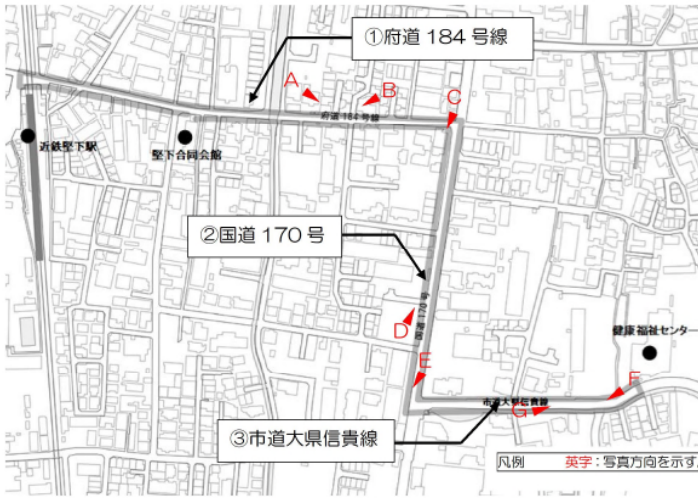 ①府道 184 号線
A
B
C
府道 184 号線
近鉄堅下駅
堅下合同会館
②国道 170 号
国道 170 号
D
健康福祉センター
E
F
市道大県信貴線
G
③市道大県信貴線
凡例 英字：写真方向を示す。